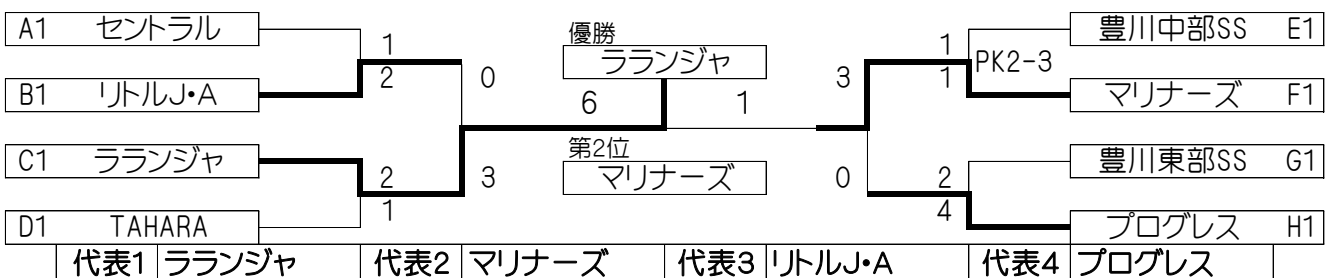 A1 セントラル
B1 リトルJ・A
C1 ラランジャ
D1 TAHARA
1
2
2
1
0
3
優勝
ラランジャ
6 1
第2位
マリナーズ
3
0
1
1
PK2-3
2
4
豊川中部SS E1
マリナーズ F1
豊川東部SS G1
プログレス H1
代表1 ラランジャ 代表2 マリナーズ 代表3 リトルJ・A 代表4 プログレス